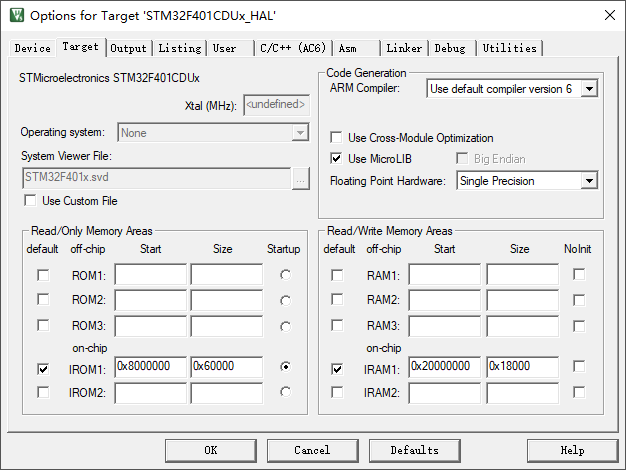 Options for Target 'STM32F401CDUx_HAL'
Device Target Output Listing User C/C++ (AC6) Asm Linker Debug Utilities
STMicroelectronics STM32F401CDUx
Xtal (MHz): <undefined>
Operating system: None
System Viewer File:
STM32F401x.svd ...
Use Custom File
Code Generation
ARM Compiler: Use default compiler version 6
Use Cross-Module Optimization
Use MicroLIB Big Endian
Floating Point Hardware: Single Precision
Read/Only Memory Areas
default off-chip Start Size Startup
ROM1:
ROM2:
ROM3:
on-chip
IROM1: 0x8000000 0x60000
IROM2:
Read/Write Memory Areas
default off-chip Start Size NoInit
RAM1:
RAM2:
RAM3:
on-chip
IRAM1: 0x20000000 0x18000
IRAM2:
OK Cancel Defaults Help